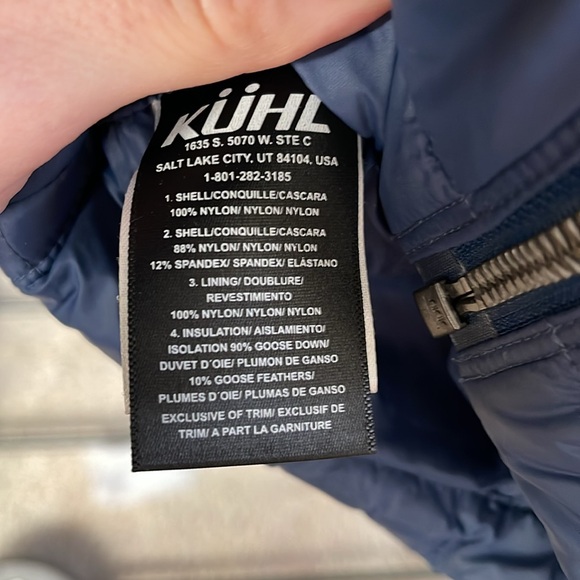 KÜHL
1635 S. 5070 W. STE C
SALT LAKE CITY, UT 84104, USA
1-801-282-3185
1. SHELL/CONQUILLE/CASCARA
100% NYLON/ NYLON/ NYLON
2. SHELL/CONQUILLE/CASCARA
88% NYLON/ NYLON/ NYLON
12% SPANDEX/ SPANDEX/ ELASTANO
3. LINING/ DOUBLURE/
REVESTIMIENTO
100% NYLON/ NYLON/ NYLON
4. INSULATION/ AISLAMIENTO/
ISOLATION 90% GOOSE DOWN/
DUVET D'OIE/ PLUMON DE GANSO
10% GOOSE FEATHERS/
PLUMES D'OIE/ PLUMAS DE GANSO
EXCLUSIVE OF TRIM/ EXCLUSIF DE
TRIM/ A PART LA GARNITURE